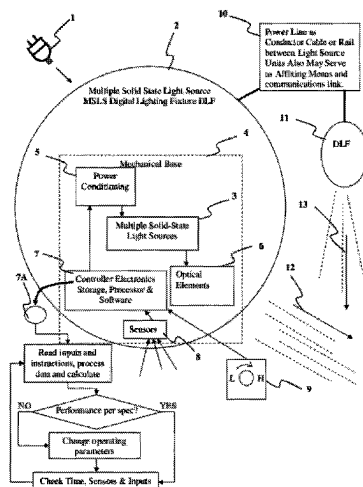 1
2
10
Power Line as
Conductor Cable or Rail
between Light Source
Units Also May Serve
as Affixing Means and
communications link.
Multiple Solid State Light Source
MSLS Digital Lighting Fixture DLF
11
DLF
4
5
Mechanical Base
Power
Conditioning
3
13
Multiple Solid-State
Light Sources
7
6
12
7A
Controller Electronics
Storage, Processor &
Software
Optical
Elements
Sensors
8
L H
9
Read inputs and
instructions, process
data and calculate
NO
Performance per spec?
YES
Change operating
parameters
Check Time, Sensors & Inputs